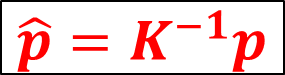 p̂ = K⁻¹p